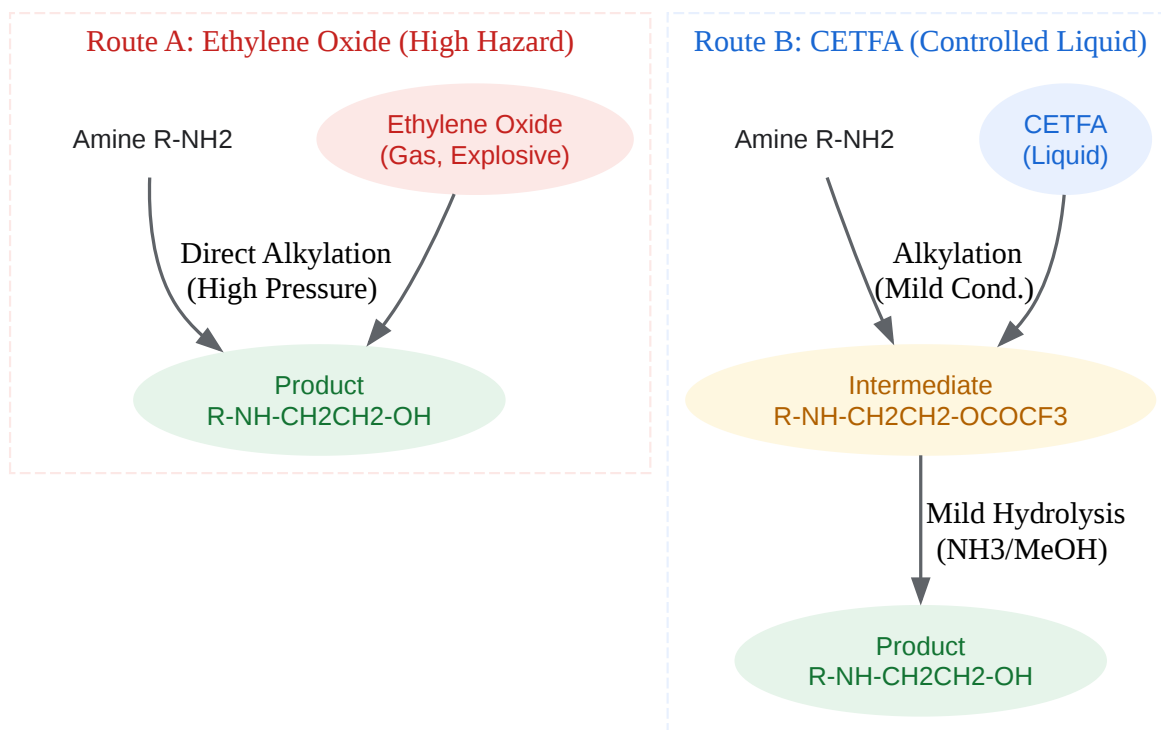 Route A: Ethylene Oxide (High Hazard)
Amine R-NH2
Ethylene Oxide
(Gas, Explosive)
Direct Alkylation
(High Pressure)
Product
R-NH-CH2CH2-OH
Route B: CETFA (Controlled Liquid)
Amine R-NH2
CETFA
(Liquid)
Alkylation
(Mild Cond.)
Intermediate
R-NH-CH2CH2-OCOCF3
Mild Hydrolysis
(NH3/MeOH)
Product
R-NH-CH2CH2-OH